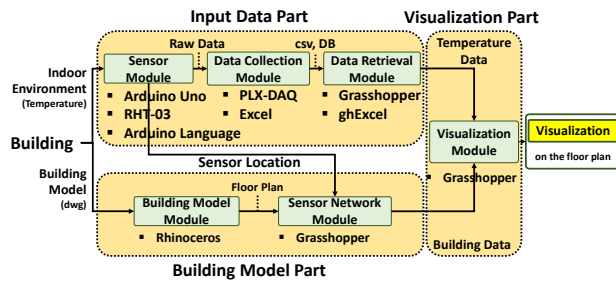 Input Data Part
Visualization Part
Raw Data
csv, DB
Temperature
Data
Indoor
Environment
(Temperature)
Sensor
Module
Data Collection
Module
Data Retrieval
Module
▪ Arduino Uno
▪ RHT-03
▪ Arduino Language
▪ PLX-DAQ
▪ Excel
▪ Grasshopper
▪ ghExcel
Building
Visualization
Module
▪ Grasshopper
Visualization
on the floor plan
Sensor Location
Building
Model
(dwg)
Floor Plan
Building Model
Module
Sensor Network
Module
▪ Rhinoceros
▪ Grasshopper
Building Data
Building Model Part